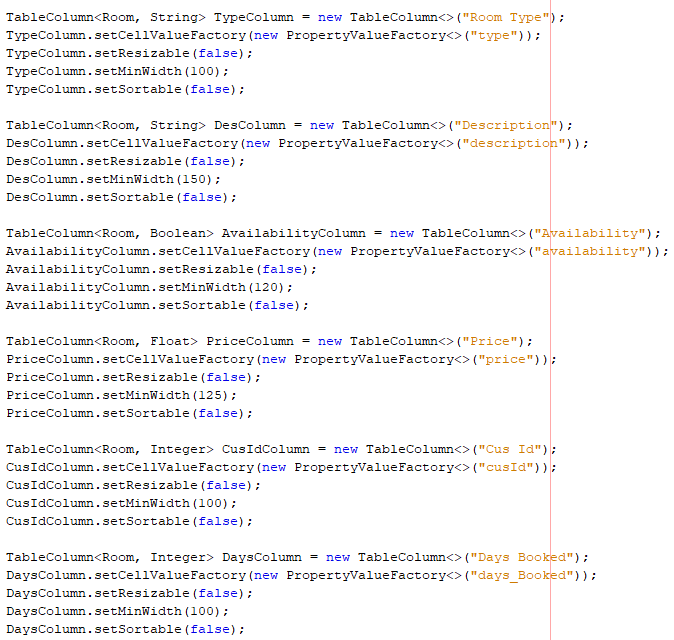 TableColumn<Room, String> TypeColumn = new TableColumn<>("Room Type");
TypeColumn.setCellValueFactory(new PropertyValueFactory<>("type"));
TypeColumn.setResizable(false);
TypeColumn.setMinWidth(100);
TypeColumn.setSortable(false);
TableColumn<Room, String> DesColumn = new TableColumn<>("Description");
DesColumn.setCellValueFactory(new PropertyValueFactory<>("description"));
DesColumn.setResizable(false);
DesColumn.setMinWidth(150);
DesColumn.setSortable(false);
TableColumn<Room, Boolean> AvailabilityColumn = new TableColumn<>("Availability");
AvailabilityColumn.setCellValueFactory(new PropertyValueFactory<>("availability"));
AvailabilityColumn.setResizable(false);
AvailabilityColumn.setMinWidth(120);
AvailabilityColumn.setSortable(false);
TableColumn<Room, Float> PriceColumn = new TableColumn<>("Price");
PriceColumn.setCellValueFactory(new PropertyValueFactory<>("price"));
PriceColumn.setResizable(false);
PriceColumn.setMinWidth(125);
PriceColumn.setSortable(false);
TableColumn<Room, Integer> CusIdColumn = new TableColumn<>("Cus Id");
CusIdColumn.setCellValueFactory(new PropertyValueFactory<>("cusId"));
CusIdColumn.setResizable(false);
CusIdColumn.setMinWidth(100);
CusIdColumn.setSortable(false);
TableColumn<Room, Integer> DaysColumn = new TableColumn<>("Days Booked");
DaysColumn.setCellValueFactory(new PropertyValueFactory<>("days_Booked"));
DaysColumn.setResizable(false);
DaysColumn.setMinWidth(100);
DaysColumn.setSortable(false);